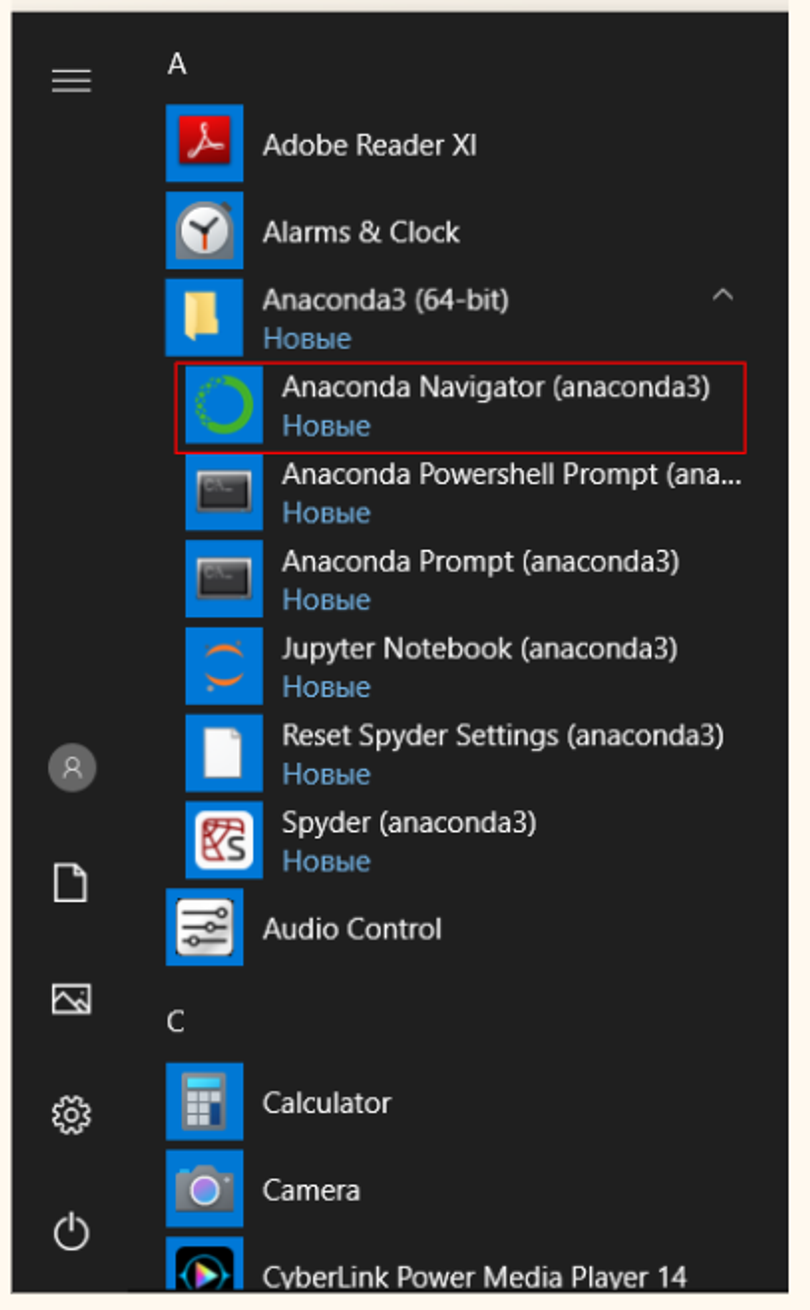 A
Adobe Reader XI
Alarms & Clock
Anaconda3 (64-bit)
Новые
Anaconda Navigator (anaconda3)
Новые
Anaconda Powershell Prompt (ana...
Новые
Anaconda Prompt (anaconda3)
Новые
Jupyter Notebook (anaconda3)
Новые
Reset Spyder Settings (anaconda3)
Новые
Spyder (anaconda3)
Новые
Audio Control
C
Calculator
Camera
CyberLink Power Media Player 14